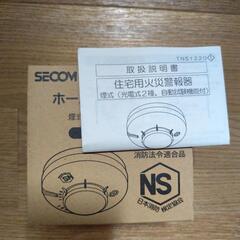 SECOM
ホー
煙式
TNS1220
取扱説明書
住宅用火災警報器
煙式（光電式2種、自動試験機能付）
消防法令適合品
NS
日本消防検定協会